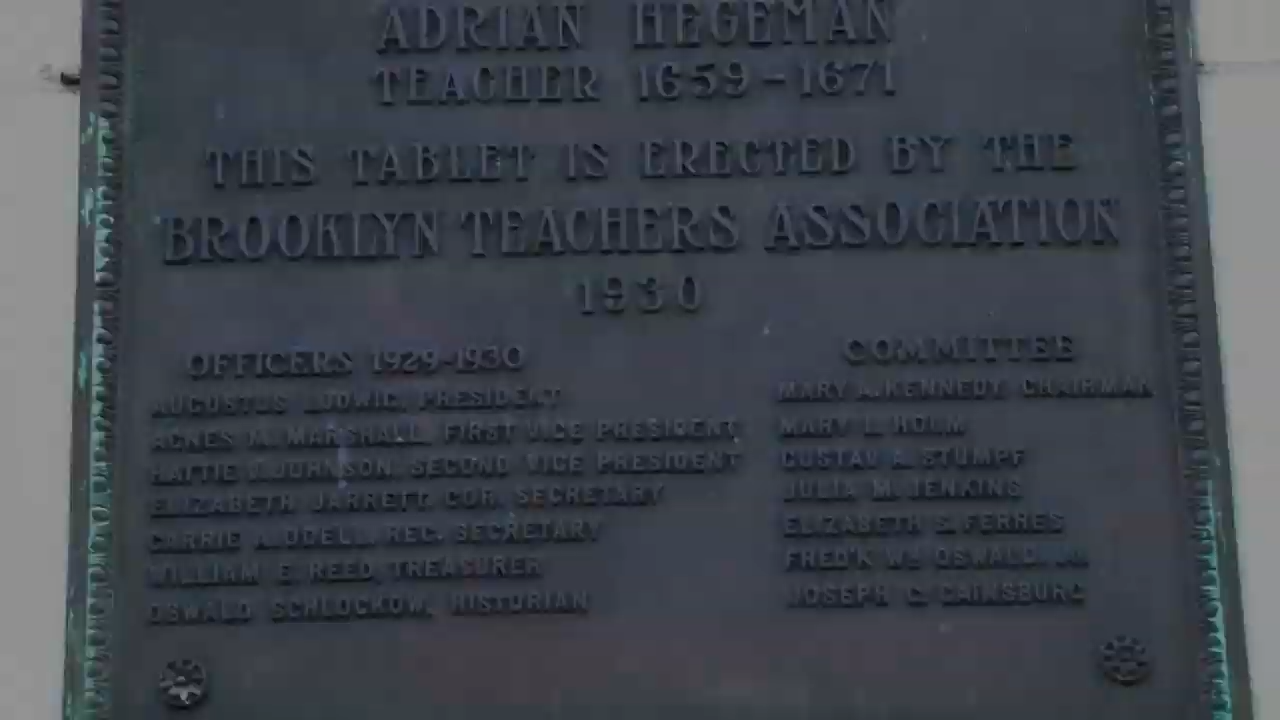 ADRIAN HEGEMAN
TEACHER 1659-1671
THIS TABLET IS ERECTED BY THE
BROOKLYN TEACHERS ASSOCIATION
1930
OFFICERS 1929-1930
AUGUSTUS LUDWIG, PRESIDENT
AGNES M. MARSHALL, FIRST VICE PRESIDENT
HATTIE JOHNSON, SECOND VICE PRESIDENT
ELIZABETH JARRETT, COR. SECRETARY
CARRIE A. ODELL, REC. SECRETARY
WILLIAM E. REED, TREASURER
OSWALD SCHLOCKOW, HISTORIAN
COMMITTEE
MARY A. KENNEDY, CHAIRMAN
MARY L. HOLM
GUSTAV A. STUMPF
JULIA M. JENKINS
ELIZABETH S. FERRES
FRED'K WM OSWALD, JR.
JOSEPH C. GAINSBURG